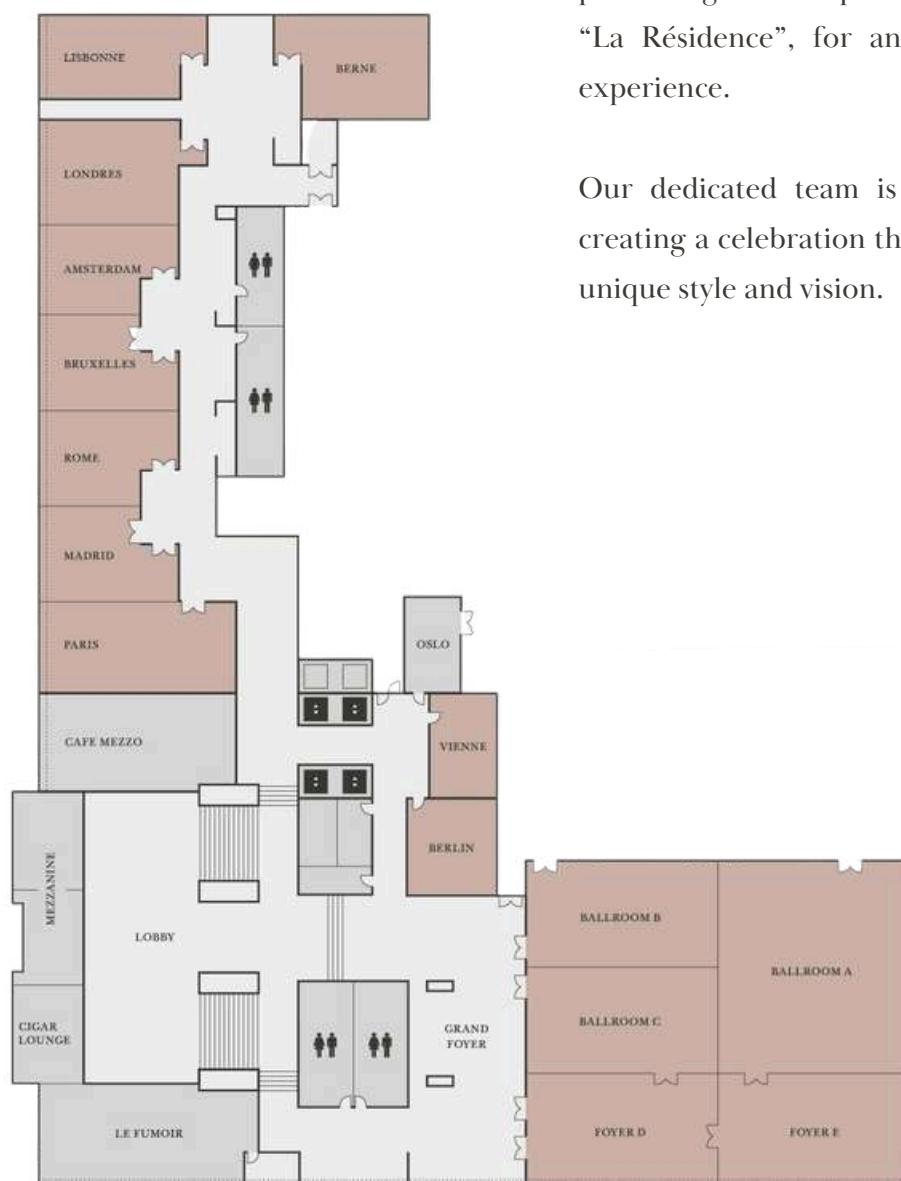 “La Résidence”, for an
experience.
Our dedicated team is
creating a celebration th
unique style and vision.
LISBONNE
BERNE
LONDRES
AMSTERDAM
BRUXELLES
ROME
MADRID
PARIS
OSLO
CAFE MEZZO
VIENNE
BERLIN
MEZZANINE
LOBBY
BALLROOM B
BALLROOM A
BALLROOM C
CIGAR
LOUNGE
GRAND
FOYER
LE FUMOIR
FOYER D
FOYER E